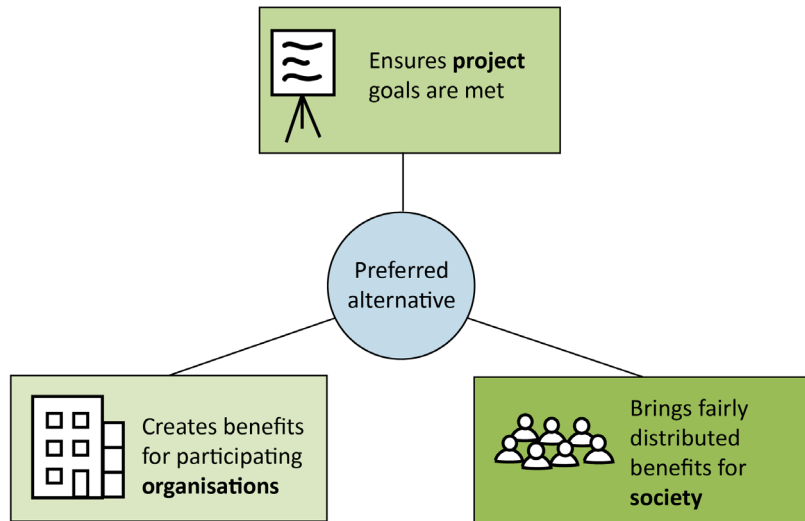 Ensures project
goals are met
Preferred
alternative
Creates benefits
for participating
organisations
Brings fairly
distributed
benefits for
society